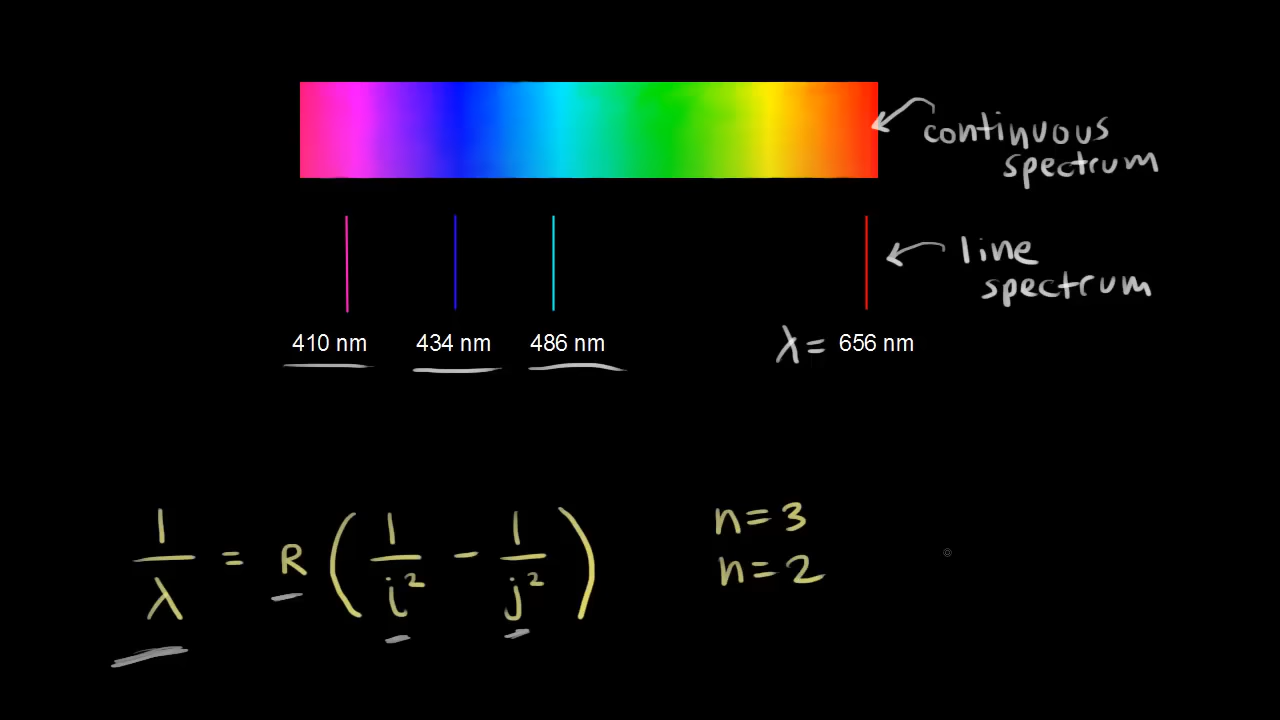 continuous
spectrum
line
spectrum
410 nm 434 nm 486 nm λ = 656 nm
1/λ = R (1/i² - 1/j²)
n = 3
n = 2